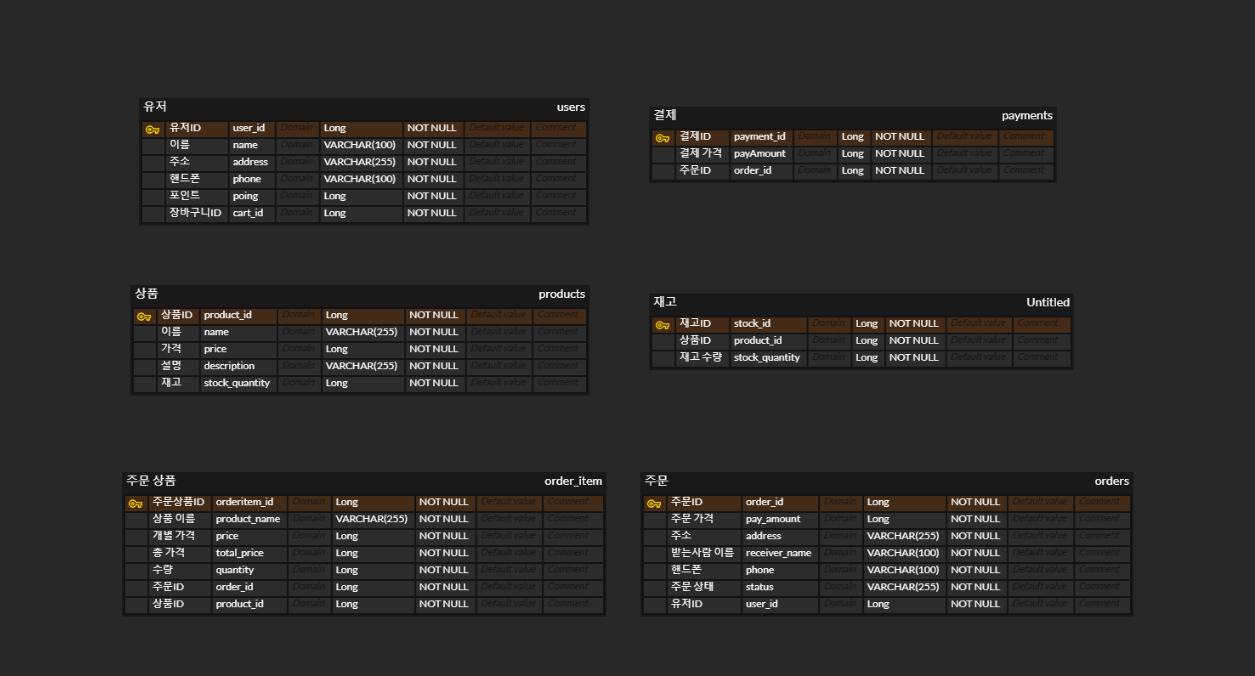 유저 users
유저ID user_id Domain Long NOT NULL Default value Comment
이름 name Domain VARCHAR(100) NOT NULL Default value Comment
주소 address Domain VARCHAR(255) NOT NULL Default value Comment
핸드폰 phone Domain VARCHAR(100) NOT NULL Default value Comment
포인트 poing Domain Long NOT NULL Default value Comment
장바구니ID cart_id Domain Long NOT NULL Default value Comment
결제 payments
결제ID payment_id Domain Long NOT NULL Default value Comment
결제 가격 payAmount Domain Long NOT NULL Default value Comment
주문ID order_id Domain Long NOT NULL Default value Comment
상품 products
상품ID product_id Domain Long NOT NULL Default value Comment
이름 name Domain VARCHAR(255) NOT NULL Default value Comment
가격 price Domain Long NOT NULL Default value Comment
설명 description Domain VARCHAR(255) NOT NULL Default value Comment
재고 stock_quantity Domain Long NOT NULL Default value Comment
재고 Untitled
재고ID stock_id Domain Long NOT NULL Default value Comment
상품ID product_id Domain Long NOT NULL Default value Comment
재고 수량 stock_quantity Domain Long NOT NULL Default value Comment
주문 상품 order_item
주문상품ID orderitem_id Domain Long NOT NULL Default value Comment
상품 이름 product_name Domain VARCHAR(255) NOT NULL Default value Comment
개별 가격 price Domain Long NOT NULL Default value Comment
총 가격 total_price Domain Long NOT NULL Default value Comment
수량 quantity Domain Long NOT NULL Default value Comment
주문ID order_id Domain Long NOT NULL Default value Comment
상품ID product_id Domain Long NOT NULL Default value Comment
주문 orders
주문ID order_id Domain Long NOT NULL Default value Comment
주문 가격 pay_amount Domain Long NOT NULL Default value Comment
주소 address Domain VARCHAR(255) NOT NULL Default value Comment
받는사람 이름 receiver_name Domain VARCHAR(100) NOT NULL Default value Comment
핸드폰 phone Domain VARCHAR(100) NOT NULL Default value Comment
주문 상태 status Domain VARCHAR(255) NOT NULL Default value Comment
유저ID user_id Domain Long NOT NULL Default value Comment